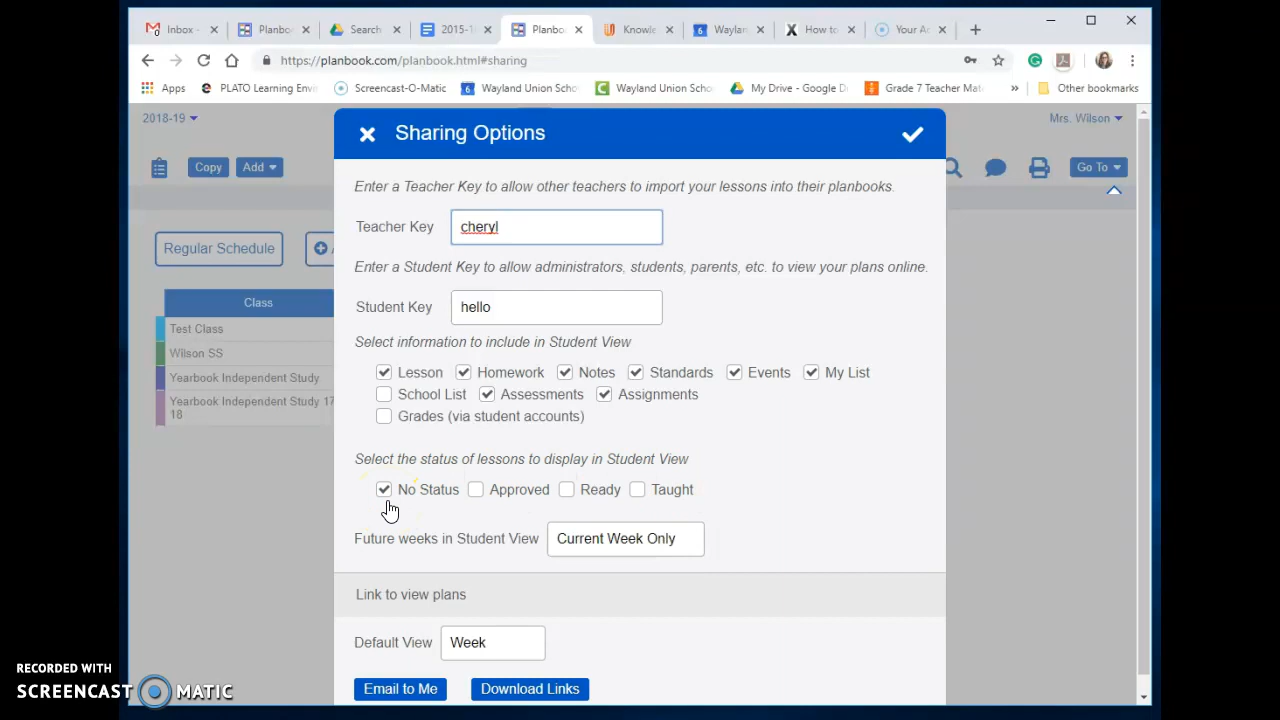 Inbox - Planbo Search 2015-1 Planbo Knowle Waylan How to Your Ac
https://planbook.com/planbook.html#sharing
Apps PLATO Learning Env Screencast-O-Matic Wayland Union Scho Wayland Union Scho My Drive - Google D Grade 7 Teacher Mat » Other bookmarks
2018-19 Mrs. Wilson
Sharing Options
Copy Add Go To
Enter a Teacher Key to allow other teachers to import your lessons into their planbooks.
Teacher Key cheryl
Regular Schedule
Enter a Student Key to allow administrators, students, parents, etc. to view your plans online.
Class
Student Key hello
Test Class
Wilson SS
Yearbook Independent Study
Yearbook Independent Study 17
18
Select information to include in Student View
Lesson Homework Notes Standards Events My List
School List Assessments Assignments
Grades (via student accounts)
Select the status of lessons to display in Student View
No Status Approved Ready Taught
Future weeks in Student View Current Week Only
Link to view plans
Default View Week
Email to Me Download Links
RECORDED WITH
SCREENCAST MATIC